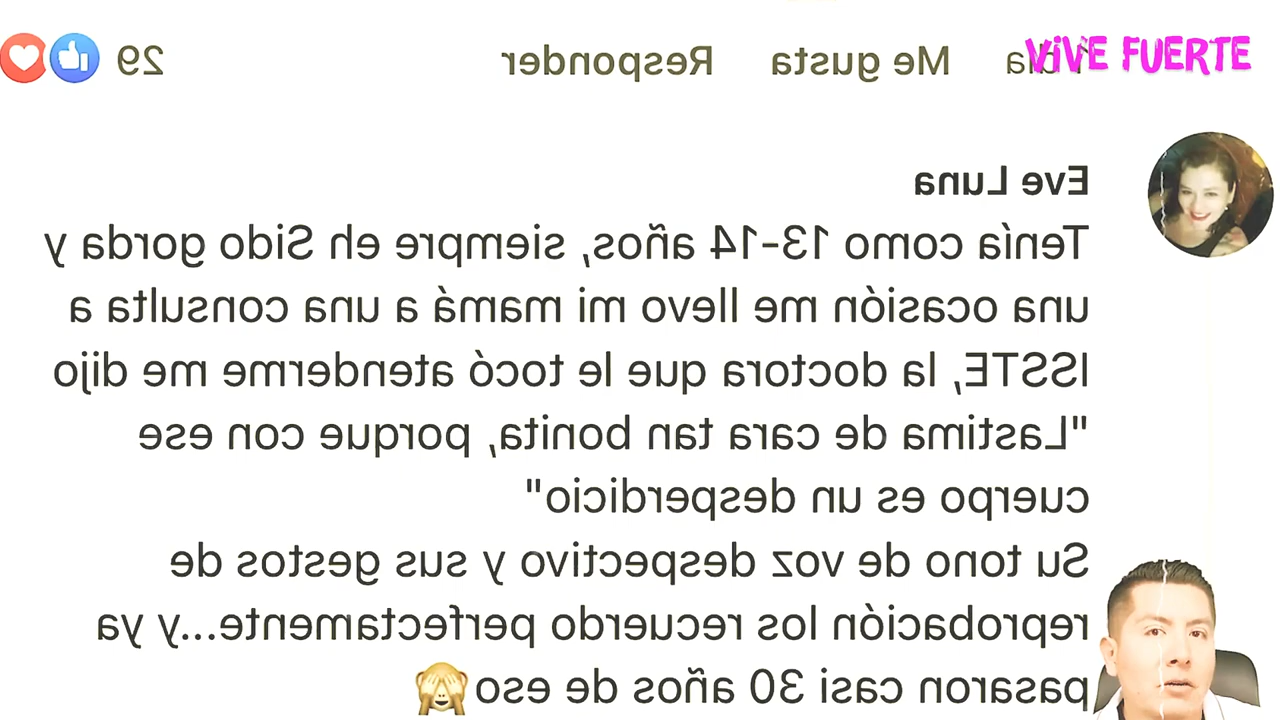 29 Responder Me gusta 1 día
VIVE FUERTE
Eve Luna
Tenía como 13-14 años, siempre eh Sido gorda y
una ocasión me llevo mi mamá a una consulta a
ISSTE, la doctora que le tocó atenderme me dijo
"Lastima de cara tan bonita, porque con ese
cuerpo es un desperdicio"
Su tono de voz despectivo y sus gestos de
reprobación los recuerdo perfectamente...y ya
pasaron casi 30 años de eso🙈